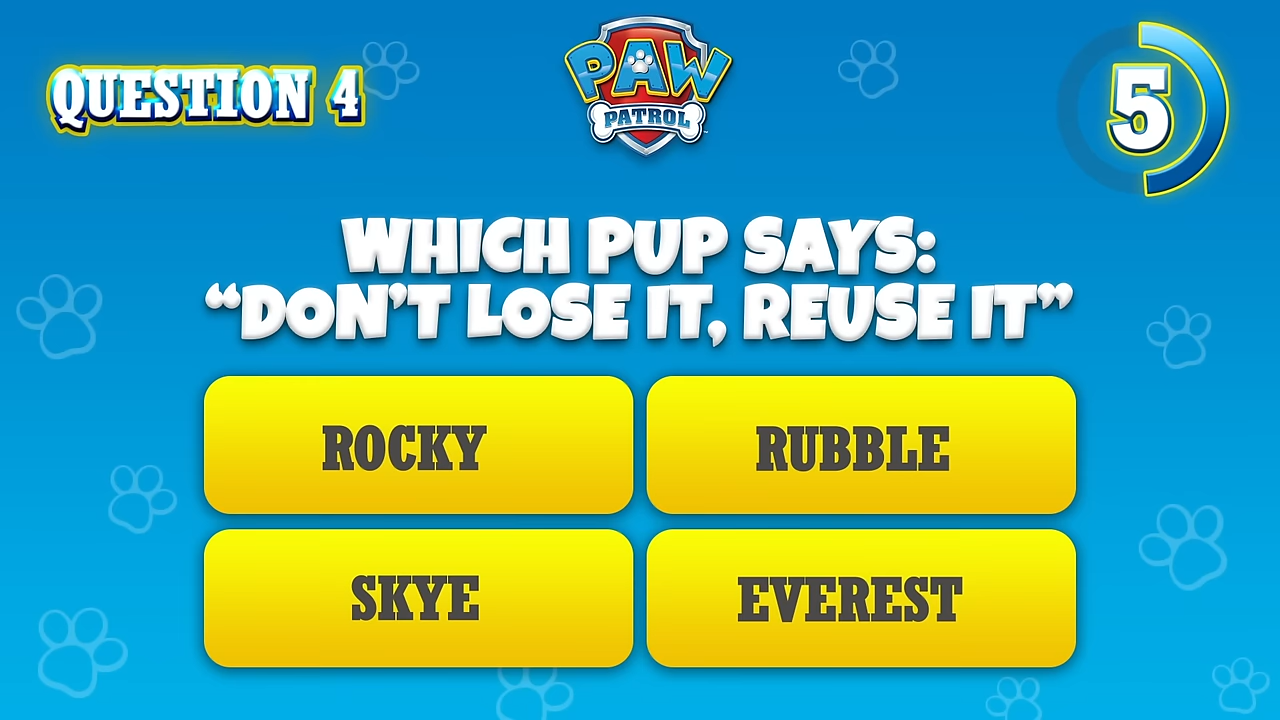 QUESTION 4
PAW
PATROL
5
WHICH PUP SAYS:
“DON’T LOSE IT, REUSE IT”
ROCKY
RUBBLE
SKYE
EVEREST